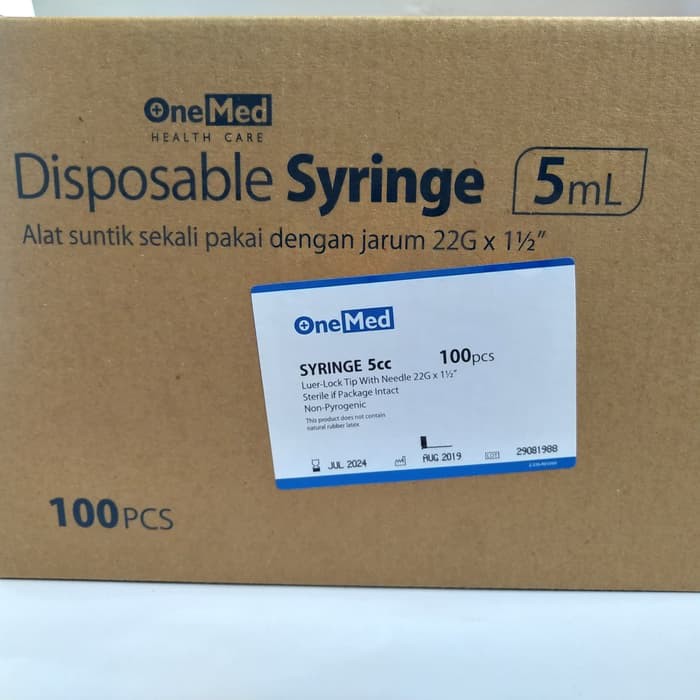 OneMed
HEALTH CARE
Disposable Syringe 5mL
Alat suntik sekali pakai dengan jarum 22G x 1½"
OneMed
SYRINGE 5cc 100pcs
Luer-Lock Tip With Needle 22G x 1½"
Sterile if Package Intact
Non-Pyrogenic
This product does not contain
natural rubber latex
JUL 2024 AUG 2019 LOT 29081988
100PCS